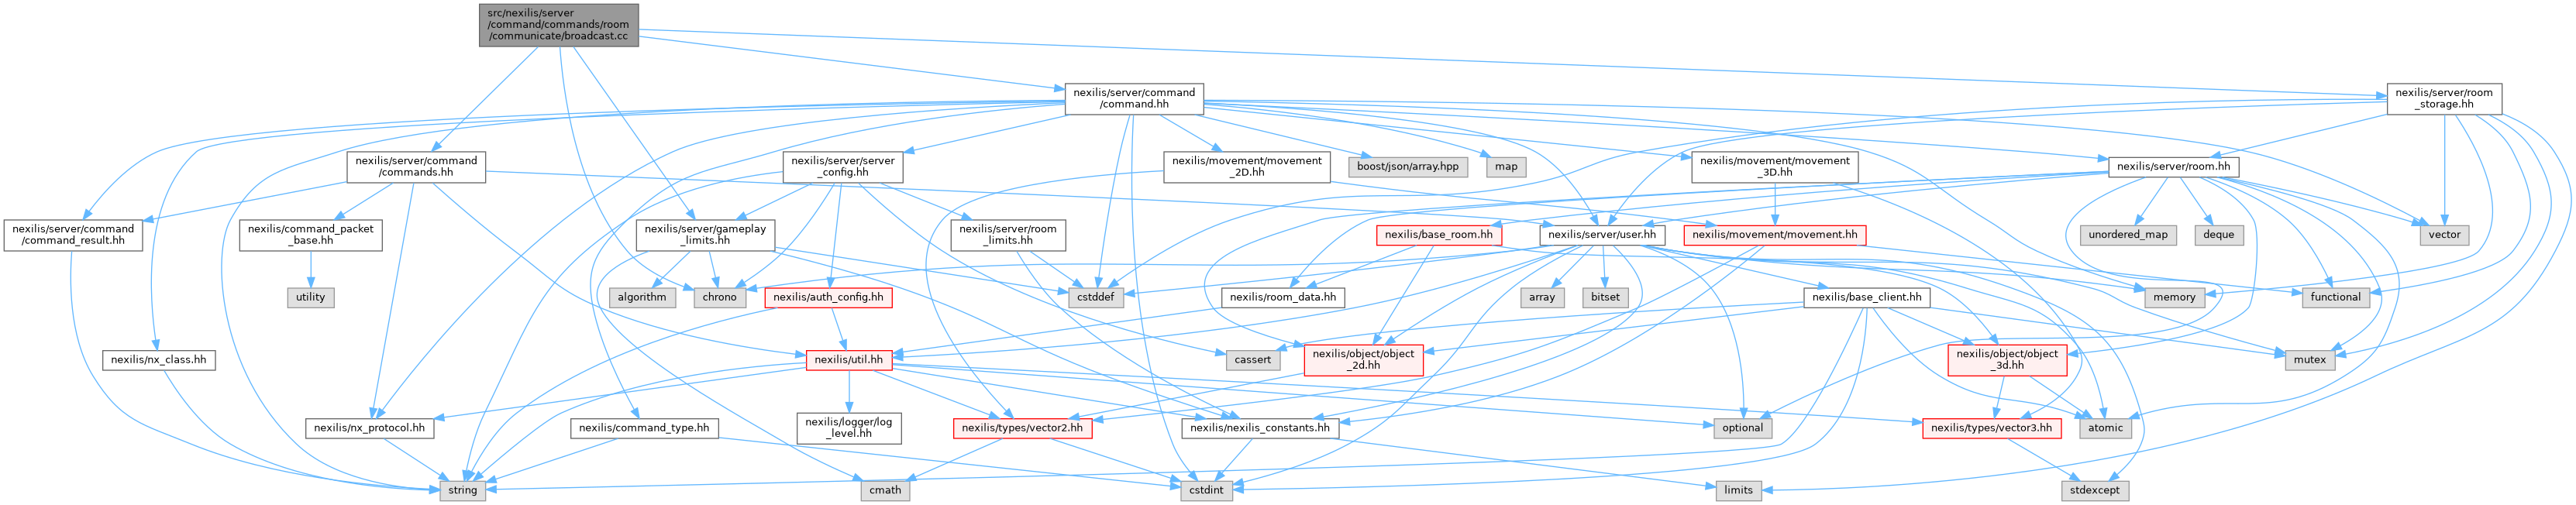 src/nexilis/server
/command/commands/room
/communicate/broadcast.cc
nexilis/server/command
/command.hh
nexilis/server/room
_storage.hh
nexilis/server/command
/commands.hh
nexilis/server/server
_config.hh
nexilis/movement/movement
_2D.hh
boost/json/array.hpp
map
nexilis/movement/movement
_3D.hh
nexilis/server/room.hh
nexilis/server/command
/command_result.hh
nexilis/command_packet
_base.hh
nexilis/server/gameplay
_limits.hh
nexilis/server/room
_limits.hh
nexilis/base_room.hh
nexilis/server/user.hh
nexilis/movement/movement.hh
unordered_map
deque
vector
utility
algorithm
chrono
nexilis/auth_config.hh
cstddef
nexilis/room_data.hh
array
bitset
nexilis/base_client.hh
memory
functional
nexilis/nx_class.hh
nexilis/util.hh
cassert
nexilis/object/object
_2d.hh
nexilis/object/object
_3d.hh
mutex
nexilis/nx_protocol.hh
nexilis/command_type.hh
nexilis/logger/log
_level.hh
nexilis/types/vector2.hh
nexilis/nexilis_constants.hh
optional
nexilis/types/vector3.hh
atomic
string
cmath
cstdint
limits
stdexcept